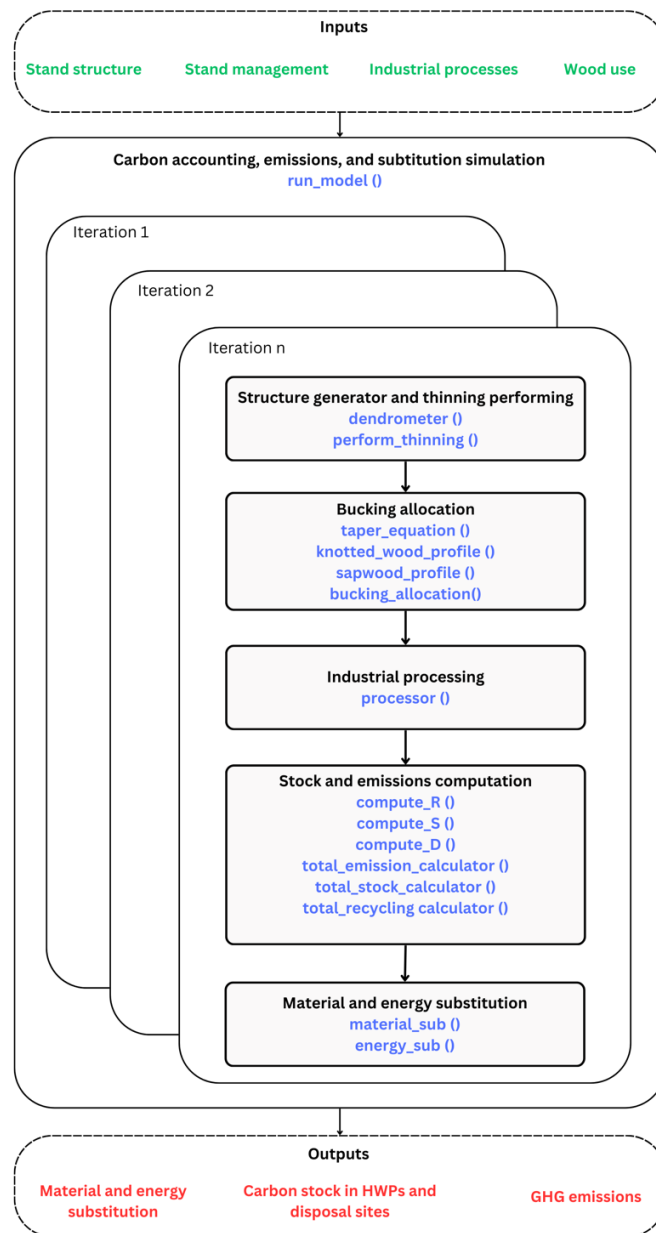 Inputs
Stand structure Stand management Industrial processes Wood use
Carbon accounting, emissions, and subtitution simulation
run_model ()
Iteration 1
Iteration 2
Iteration n
Structure generator and thinning performing
dendrometer ()
perform_thinning ()
Bucking allocation
taper_equation ()
knotted_wood_profile ()
sapwood_profile ()
bucking_allocation()
Industrial processing
processor ()
Stock and emissions computation
compute_R ()
compute_S ()
compute_D ()
total_emission_calculator ()
total_stock_calculator ()
total_recycling calculator ()
Material and energy substitution
material_sub ()
energy_sub ()
Outputs
Material and energy
substitution
Carbon stock in HWPs and
disposal sites
GHG emissions